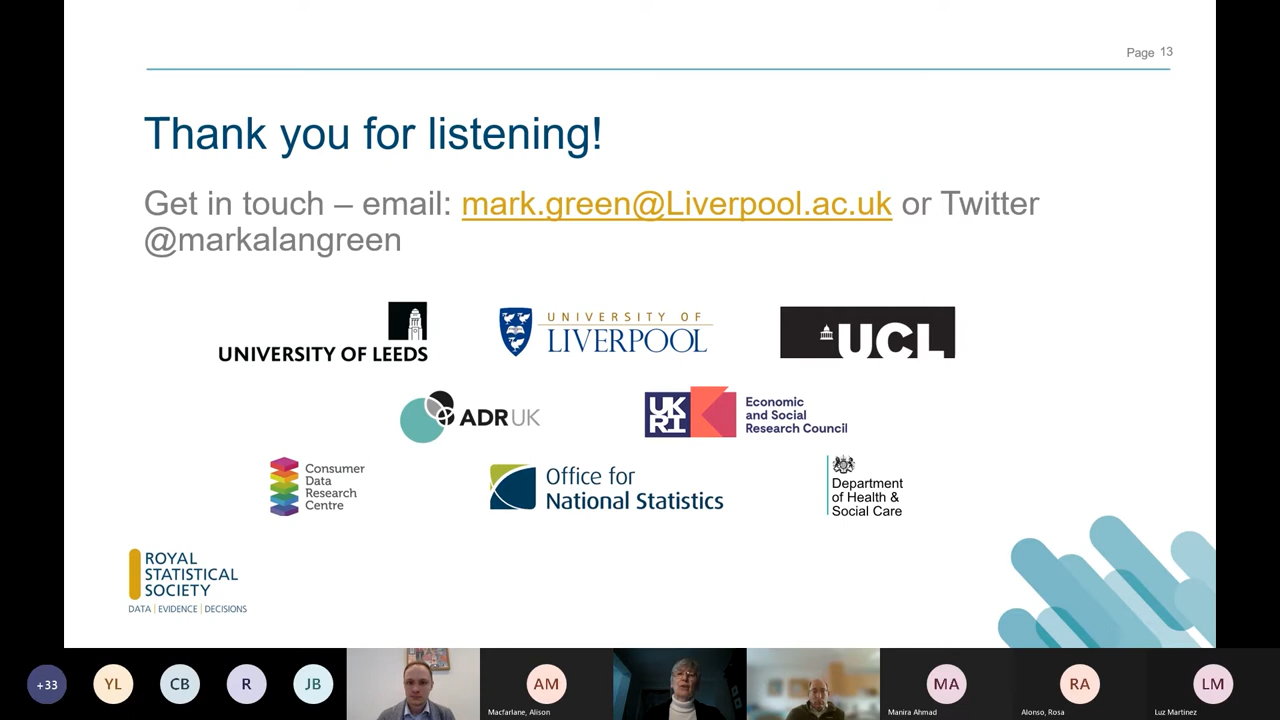 Page 13
Thank you for listening!
Get in touch – email: mark.green@Liverpool.ac.uk or Twitter
@markalangreen
UNIVERSITY OF LEEDS
UNIVERSITY OF
LIVERPOOL
UCL
ADR UK
UK
RI
Economic
and Social
Research Council
Consumer
Data
Research
Centre
Office for
National Statistics
Department
of Health &
Social Care
ROYAL
STATISTICAL
SOCIETY
DATA | EVIDENCE | DECISIONS
+33
YL
CB
R
JB
AM
Macfarlane, Alison
MA
Manira Ahmad
RA
Alonso, Rosa
LM
Luz Martinez